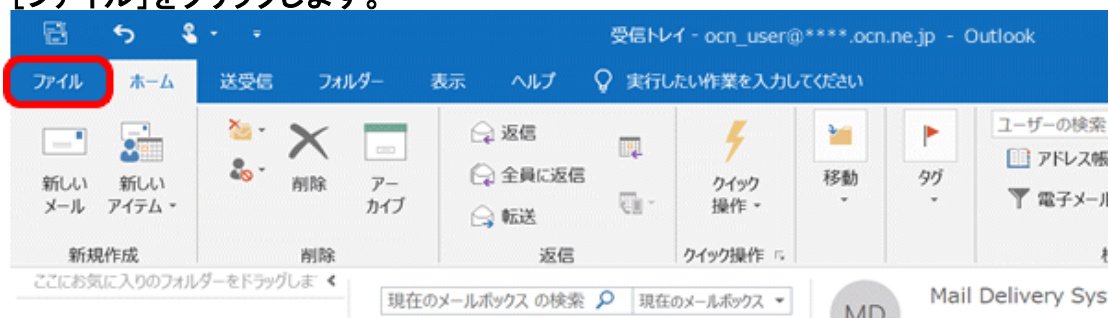 [ファイル]をクリックします。
受信トレイ - ocn_user@****.ocn.ne.jp - Outlook
ファイル ホーム 送受信 フォルダー 表示 ヘルプ 実行したい作業を入力してください
新しい メール
新しい アイテム
削除
アー カイブ
返信
全員に返信
転送
クイック 操作
移動
タグ
ユーザーの検索
アドレス帳
電子メール
新規作成 削除 返信 クイック操作
ここにお気に入りのフォルダーをドラッグしま
現在のメールボックス の検索 現在のメールボックス
MD Mail Delivery Sys